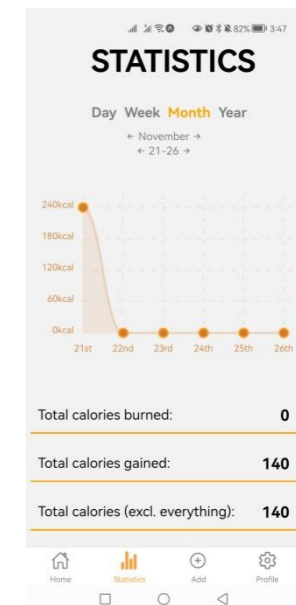 82% 3:47
STATISTICS
Day Week Month Year
← November →
← 21-26 →
240kcal
180kcal
120kcal
60kcal
0kcal
21st 22nd 23rd 24th 25th 26th
Total calories burned: 0
Total calories gained: 140
Total calories (excl. everything): 140
Home Statistics Add Profile